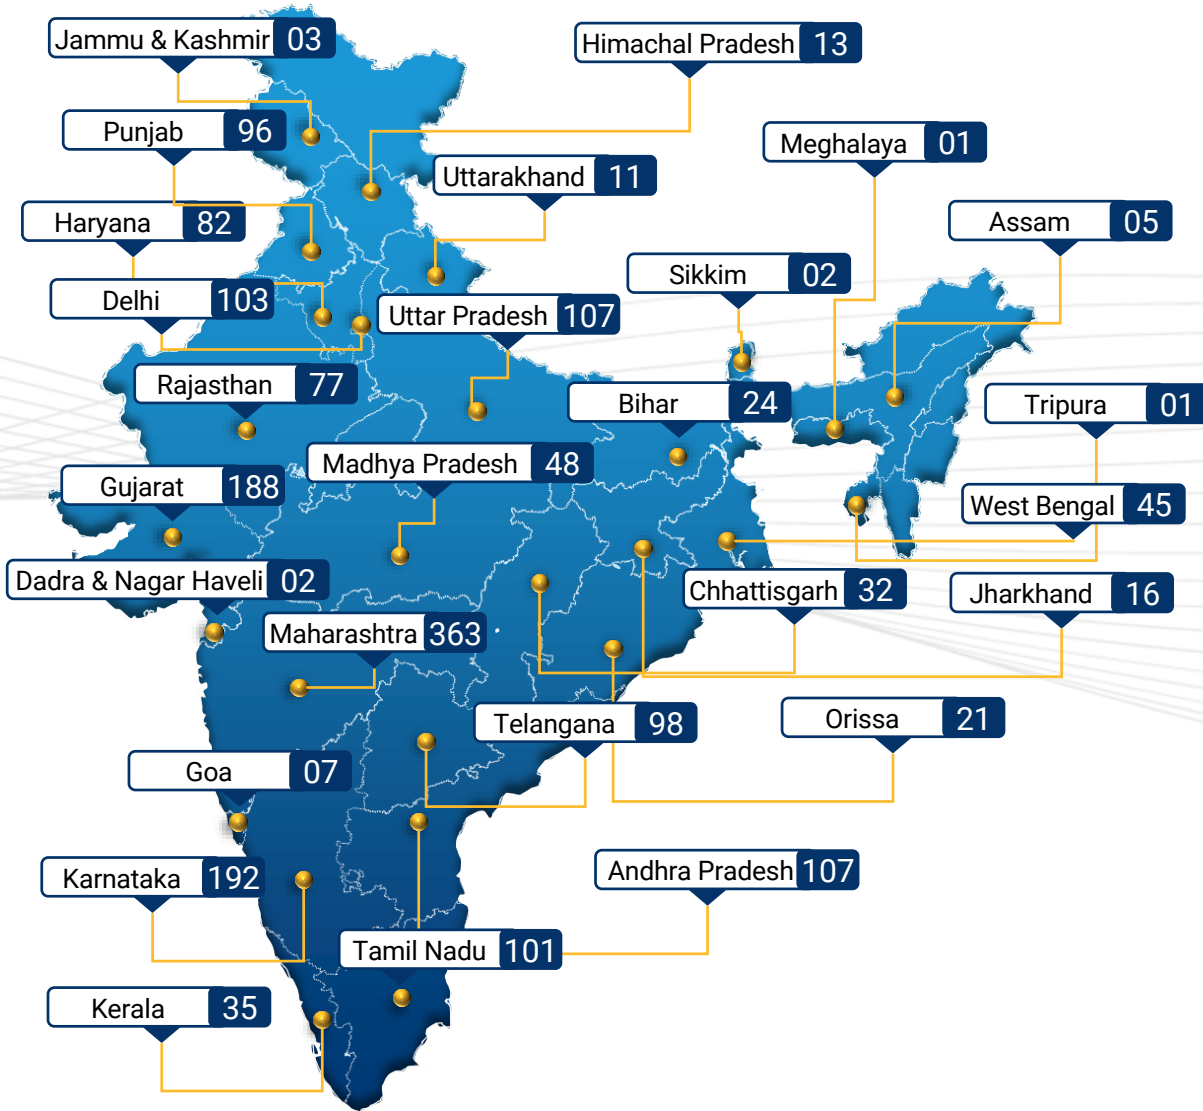 Jammu & Kashmir 03
Himachal Pradesh 13
Punjab 96
Meghalaya 01
Uttarakhand 11
Haryana 82
Assam 05
Sikkim 02
Delhi 103
Uttar Pradesh 107
Rajasthan 77
Bihar 24
Tripura 01
Madhya Pradesh 48
Gujarat 188
West Bengal 45
Dadra & Nagar Haveli 02
Chhattisgarh 32
Jharkhand 16
Maharashtra 363
Telangana 98
Orissa 21
Goa 07
Karnataka 192
Andhra Pradesh 107
Tamil Nadu 101
Kerala 35